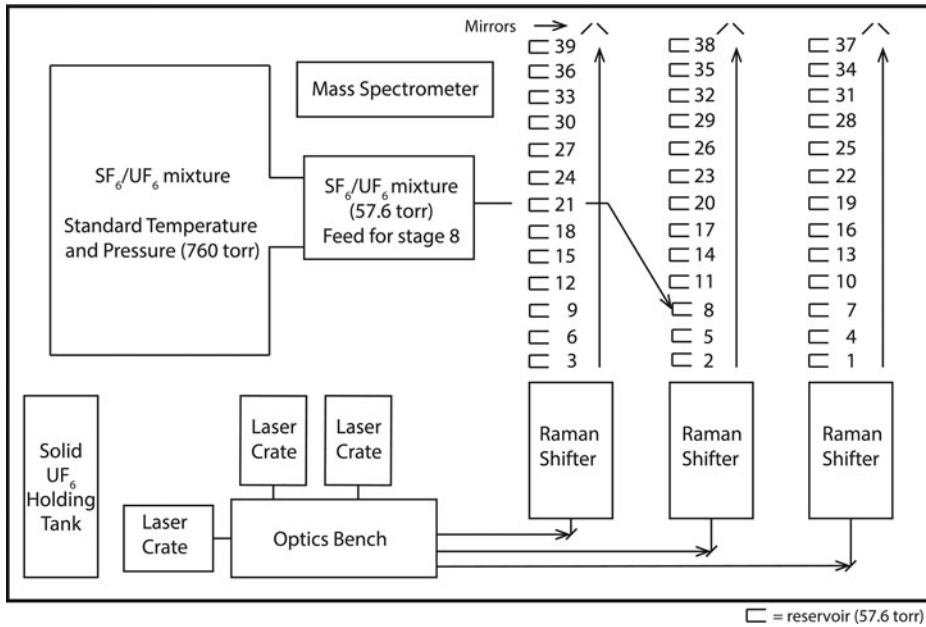 Mirrors
39 38 37
36 35 34
33 32 31
30 29 28
27 26 25
24 23 22
21 20 19
18 17 16
15 14 13
12 11 10
9 8 7
6 5 4
3 2 1
Mass Spectrometer
SF₆/UF₆ mixture
Standard Temperature
and Pressure (760 torr)
SF₆/UF₆ mixture
(57.6 torr)
Feed for stage 8
Raman
Shifter
Raman
Shifter
Raman
Shifter
Solid
UF₆
Holding
Tank
Laser
Crate
Laser
Crate
Laser
Crate
Optics Bench
= reservoir (57.6 torr)